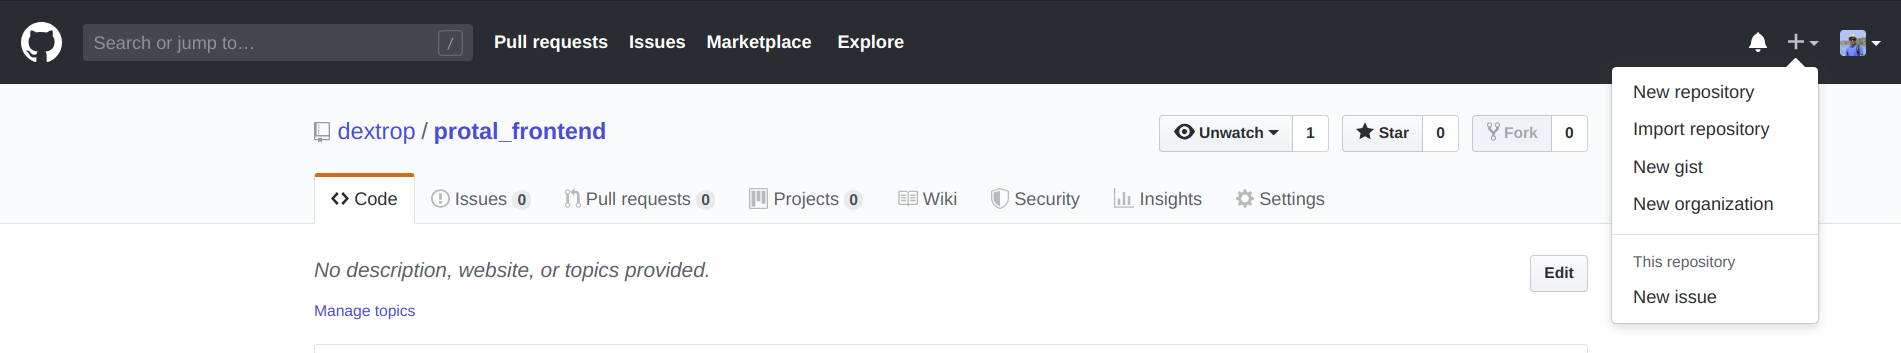 Search or jump to… / Pull requests Issues Marketplace Explore
New repository
Import repository
New gist
New organization
This repository
New issue
dextrop / protal_frontend
Unwatch 1 Star 0 Fork 0
Code Issues 0 Pull requests 0 Projects 0 Wiki Security Insights Settings
No description, website, or topics provided.
Edit
Manage topics